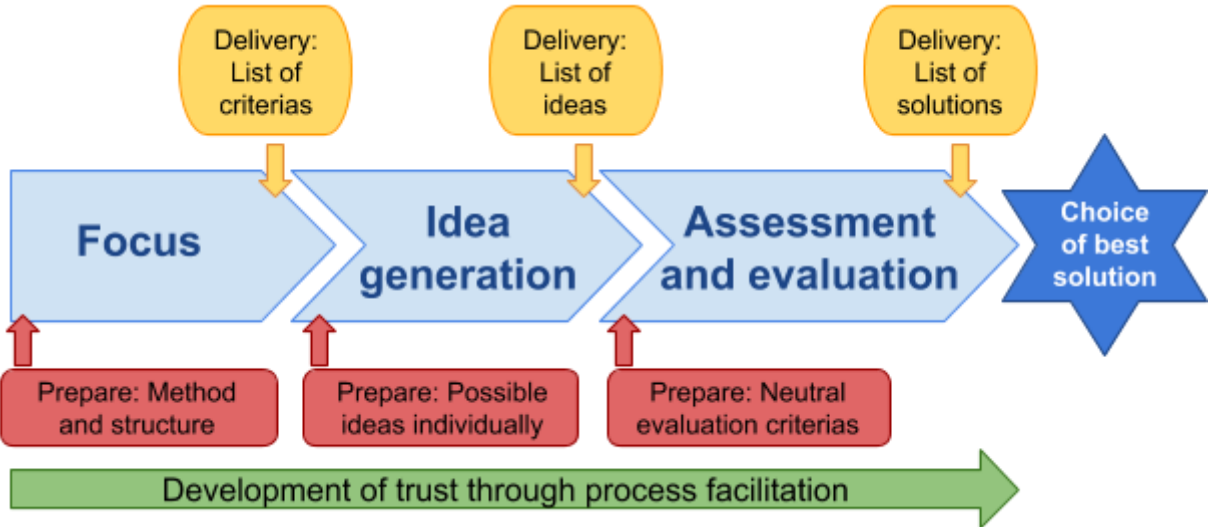 Delivery:
List of
criterias
Delivery:
List of
ideas
Delivery:
List of
solutions
Focus
Idea
generation
Assessment
and evaluation
Choice
of best
solution
Prepare: Method
and structure
Prepare: Possible
ideas individually
Prepare: Neutral
evaluation criterias
Development of trust through process facilitation